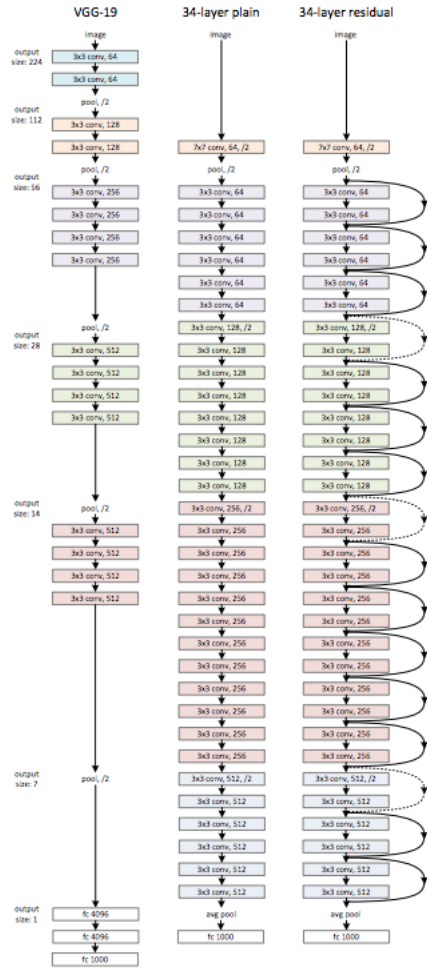 VGG-19
image
output
size: 224
3x3 conv, 64
3x3 conv, 64
pool, /2
output
size: 112
3x3 conv, 128
3x3 conv, 128
pool, /2
output
size: 56
3x3 conv, 256
3x3 conv, 256
3x3 conv, 256
3x3 conv, 256
pool, /2
output
size: 28
3x3 conv, 512
3x3 conv, 512
3x3 conv, 512
3x3 conv, 512
pool, /2
output
size: 14
3x3 conv, 512
3x3 conv, 512
3x3 conv, 512
3x3 conv, 512
pool, /2
output
size: 7
output
size: 1
fc 4096
fc 4096
fc 1000
34-layer plain
image
7x7 conv, 64, /2
pool, /2
3x3 conv, 64
3x3 conv, 64
3x3 conv, 64
3x3 conv, 64
3x3 conv, 64
3x3 conv, 64
3x3 conv, 128, /2
3x3 conv, 128
3x3 conv, 128
3x3 conv, 128
3x3 conv, 128
3x3 conv, 128
3x3 conv, 128
3x3 conv, 128
3x3 conv, 256, /2
3x3 conv, 256
3x3 conv, 256
3x3 conv, 256
3x3 conv, 256
3x3 conv, 256
3x3 conv, 256
3x3 conv, 256
3x3 conv, 256
3x3 conv, 256
3x3 conv, 256
3x3 conv, 256
3x3 conv, 512, /2
3x3 conv, 512
3x3 conv, 512
3x3 conv, 512
3x3 conv, 512
3x3 conv, 512
avg pool
fc 1000
34-layer residual
image
7x7 conv, 64, /2
pool, /2
3x3 conv, 64
3x3 conv, 64
3x3 conv, 64
3x3 conv, 64
3x3 conv, 64
3x3 conv, 64
3x3 conv, 128, /2
3x3 conv, 128
3x3 conv, 128
3x3 conv, 128
3x3 conv, 128
3x3 conv, 128
3x3 conv, 128
3x3 conv, 128
3x3 conv, 256, /2
3x3 conv, 256
3x3 conv, 256
3x3 conv, 256
3x3 conv, 256
3x3 conv, 256
3x3 conv, 256
3x3 conv, 256
3x3 conv, 256
3x3 conv, 256
3x3 conv, 256
3x3 conv, 256
3x3 conv, 512, /2
3x3 conv, 512
3x3 conv, 512
3x3 conv, 512
3x3 conv, 512
3x3 conv, 512
avg pool
fc 1000